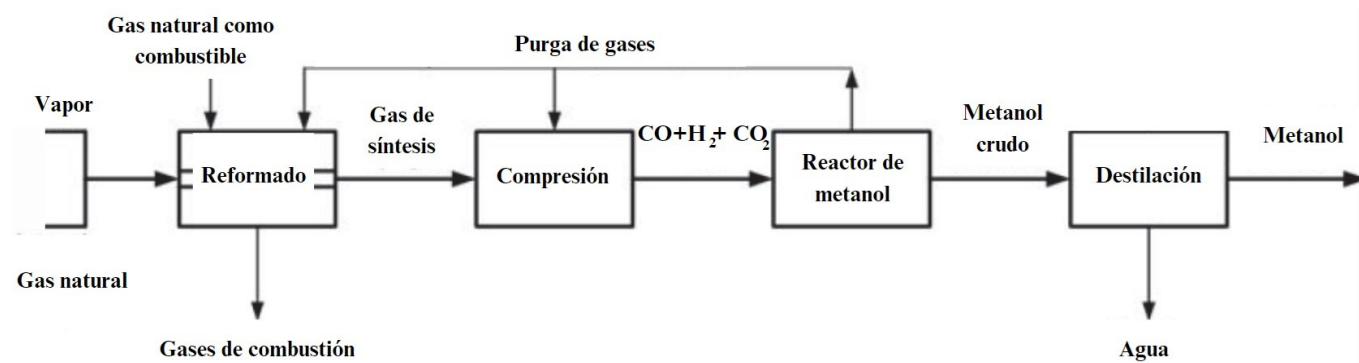 Gas natural como
combustible
Purga de gases
Vapor
Gas de
síntesis
CO+H2+ CO2
Metanol
crudo
Metanol
Reformado
Compresión
Reactor de
metanol
Destilación
Gas natural
Gases de combustión
Agua